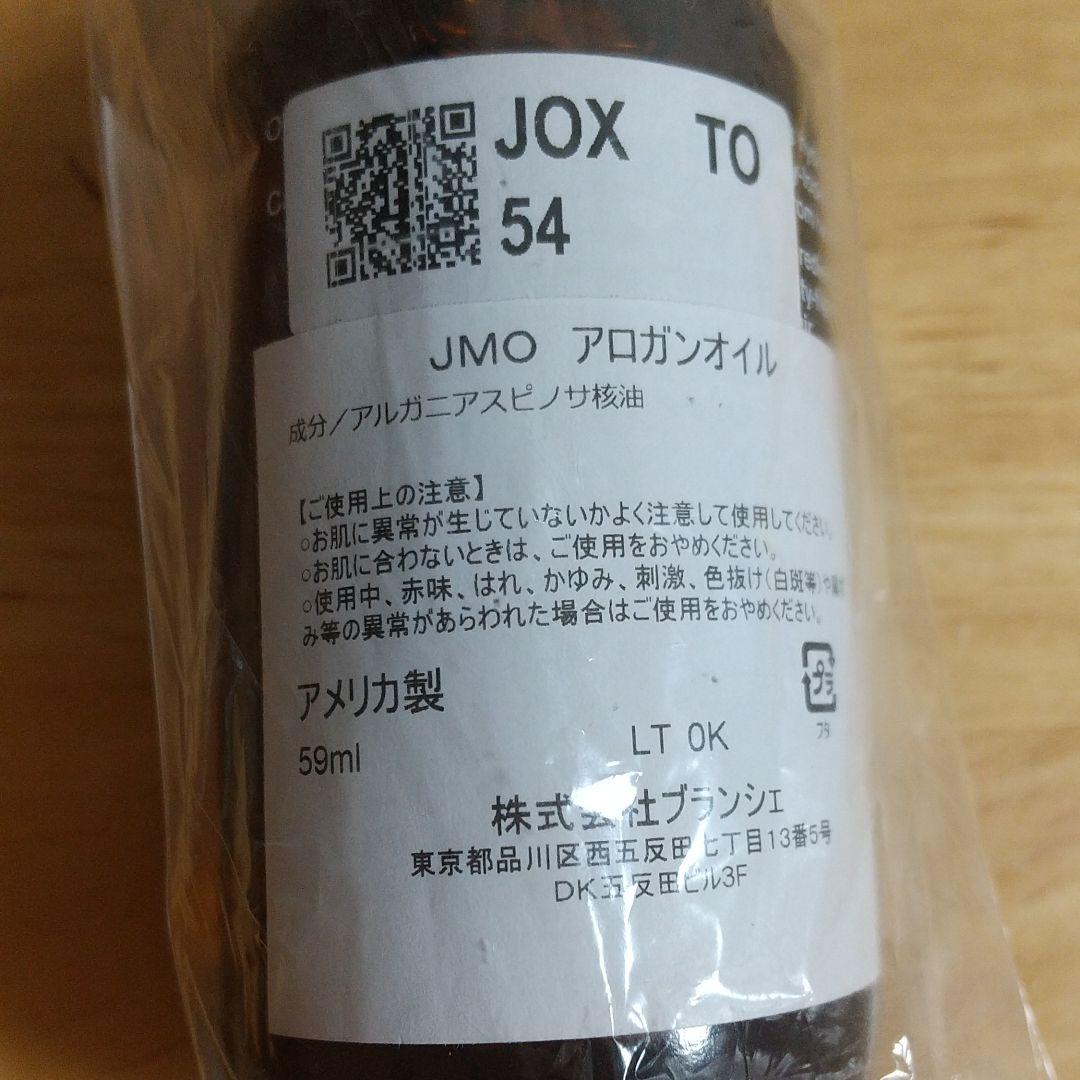 JOX TO
54
JMO アロガンオイル
成分/アルガニアスピノサ核油
【ご使用上の注意】
○お肌に異常が生じていないかよく注意して使用してください。
○お肌に合わないときは、ご使用をおやめください。
○使用中、赤味、はれ、かゆみ、刺激、色抜け(白斑等)や
み等の異常があらわれた場合はご使用をおやめください。
アメリカ製
プラ
フタ
59ml
LT OK
株式会社ブランシェ
東京都品川区西五反田七丁目13番5号
DK五反田ビル3F